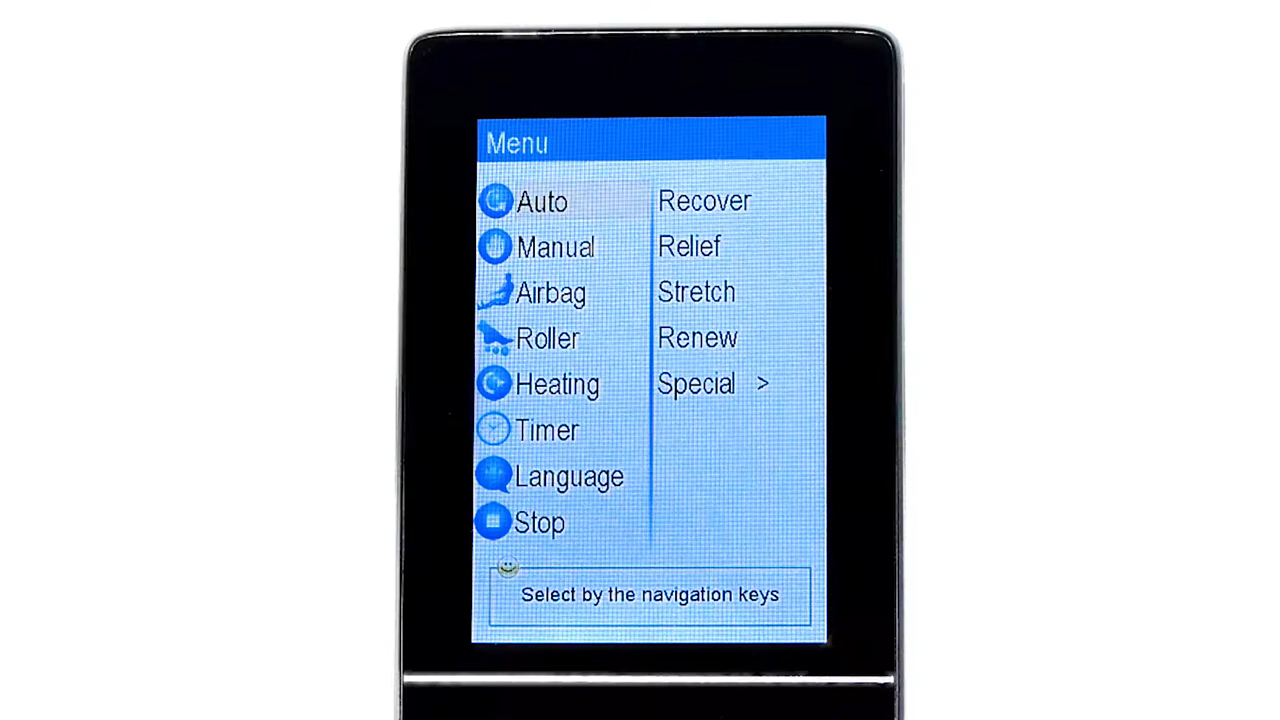 Menu
Auto
Manual
Airbag
Roller
Heating
Timer
Language
Stop
Recover
Relief
Stretch
Renew
Special >
Select by the navigation keys